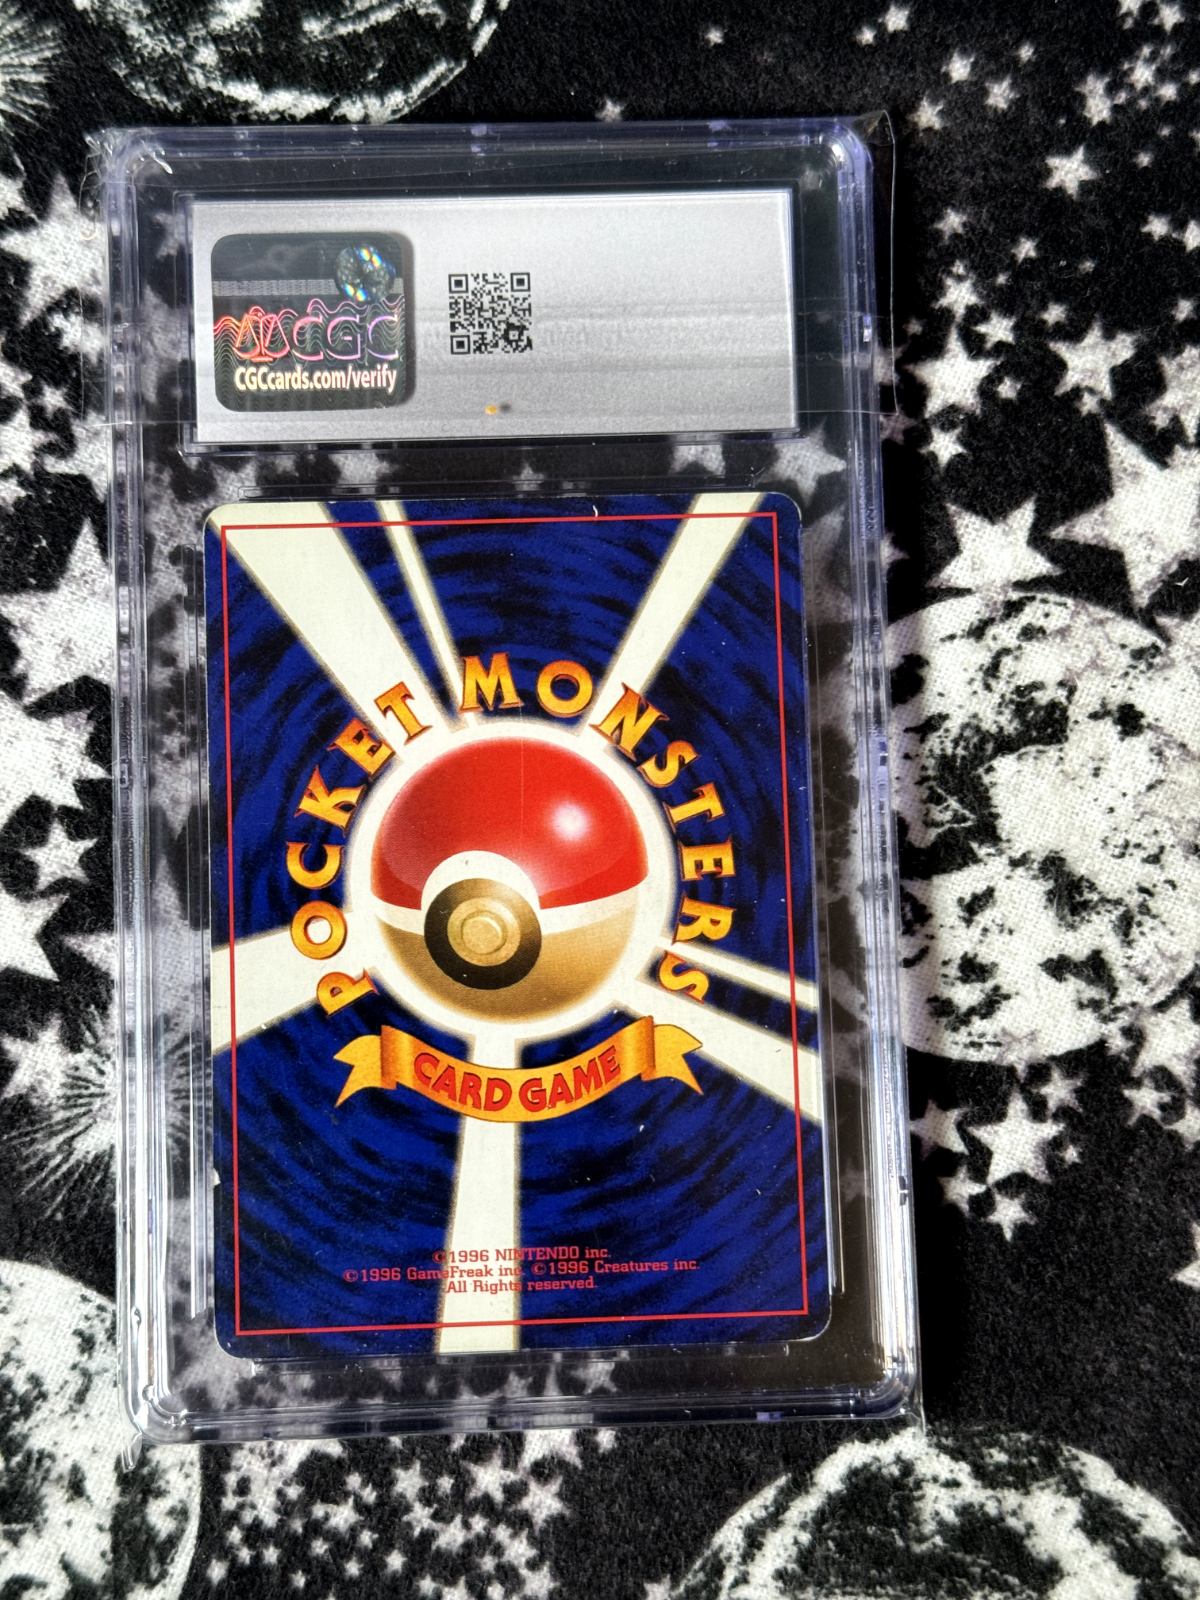 CGC
CGCcards.com/verify
POCKET MONSTERS
CARD GAME
©1996 NINTENDO inc.
©1996 GameFreak inc. ©1996 Creatures inc.
All Rights reserved.